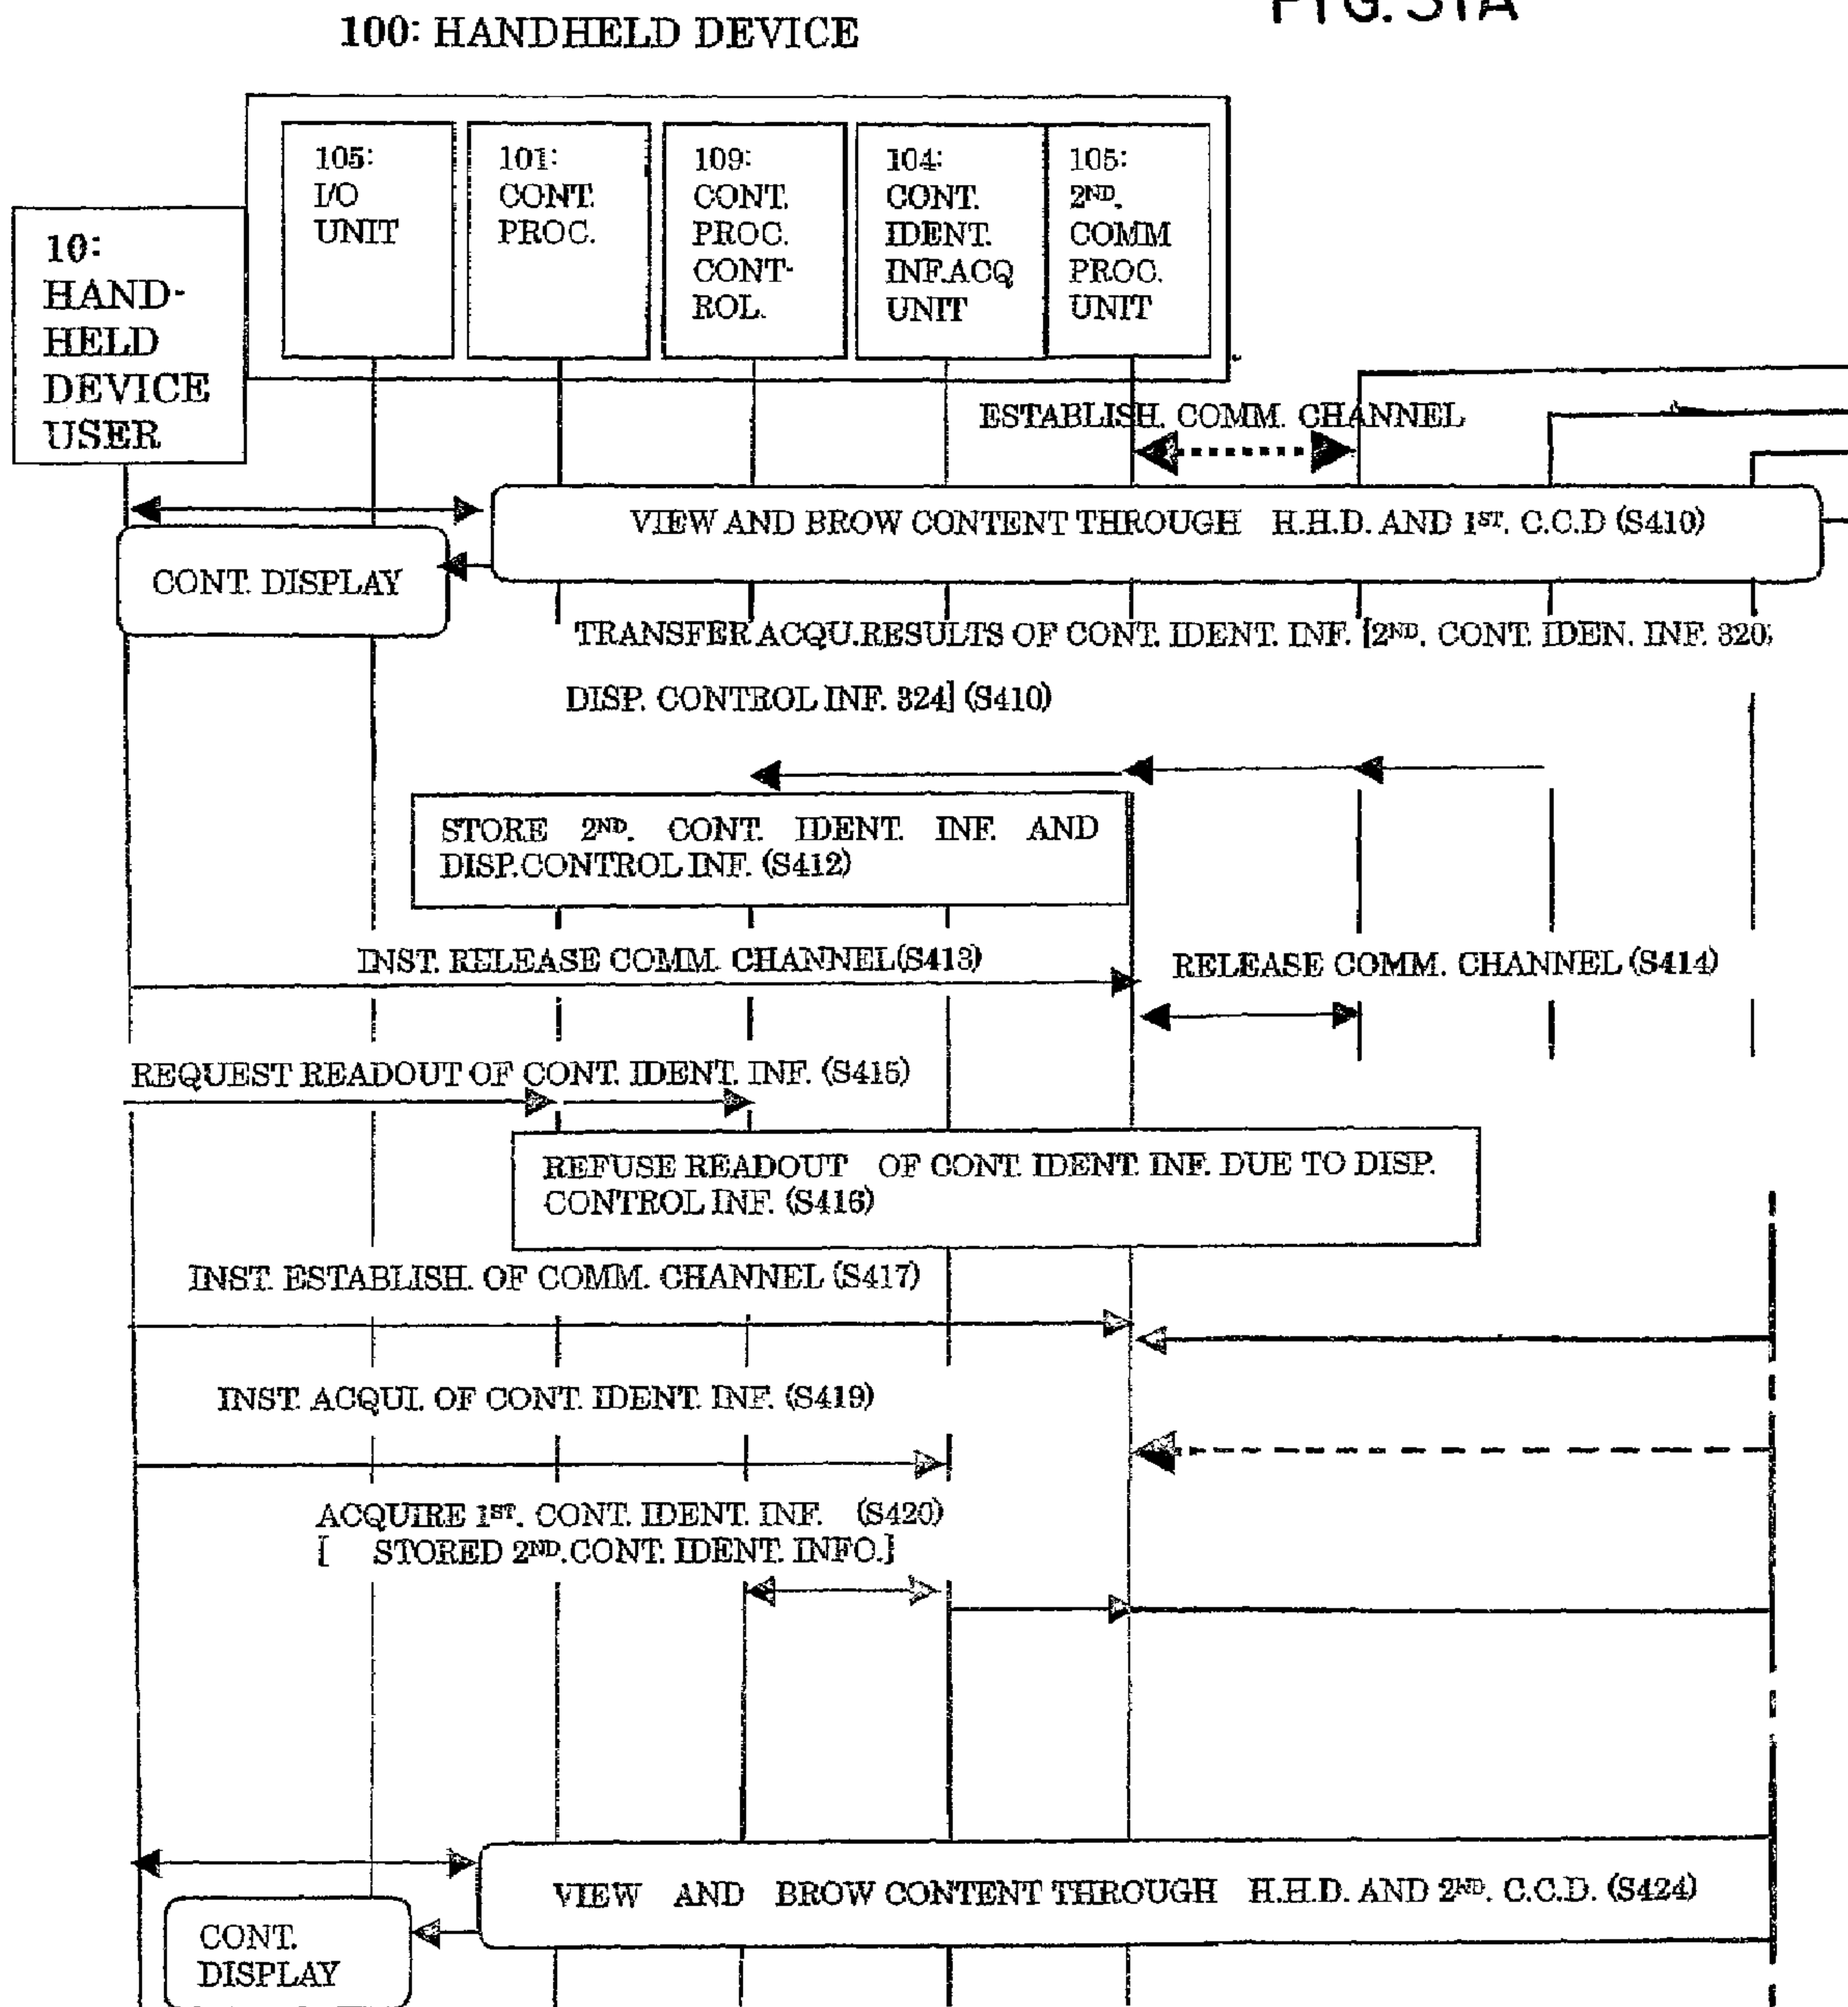 FIG. 31A
100: HANDHELD DEVICE
10:
HAND-
HELD
DEVICE
USER
105:
I/O
UNIT
101:
CONT.
PROC.
109:
CONT.
PROC.
CONT-
ROL.
104:
CONT.
IDENT.
INF.ACQ
UNIT
105:
2ND.
COMM
PROC.
UNIT
ESTABLISH. COMM. CHANNEL
VIEW AND BROW CONTENT THROUGH H.H.D. AND 1ST. C.C.D (S410)
CONT. DISPLAY
TRANSFER ACQU.RESULTS OF CONT. IDENT. INF. [2ND. CONT. IDEN. INF. 320;
DISP. CONTROL INF. 324] (S410)
STORE 2ND. CONT. IDENT. INF. AND
DISP.CONTROL INF. (S412)
INST. RELEASE COMM. CHANNEL(S413)
RELEASE COMM. CHANNEL (S414)
REQUEST READOUT OF CONT. IDENT. INF. (S415)
REFUSE READOUT OF CONT. IDENT. INF. DUE TO DISP.
CONTROL INF. (S416)
INST. ESTABLISH. OF COMM. CHANNEL (S417)
INST. ACQUI. OF CONT. IDENT. INF. (S419)
ACQUIRE 1ST. CONT. IDENT. INF. (S420)
[ STORED 2ND.CONT. IDENT. INFO.]
VIEW AND BROW CONTENT THROUGH H.H.D. AND 2ND. C.C.D. (S424)
CONT.
DISPLAY